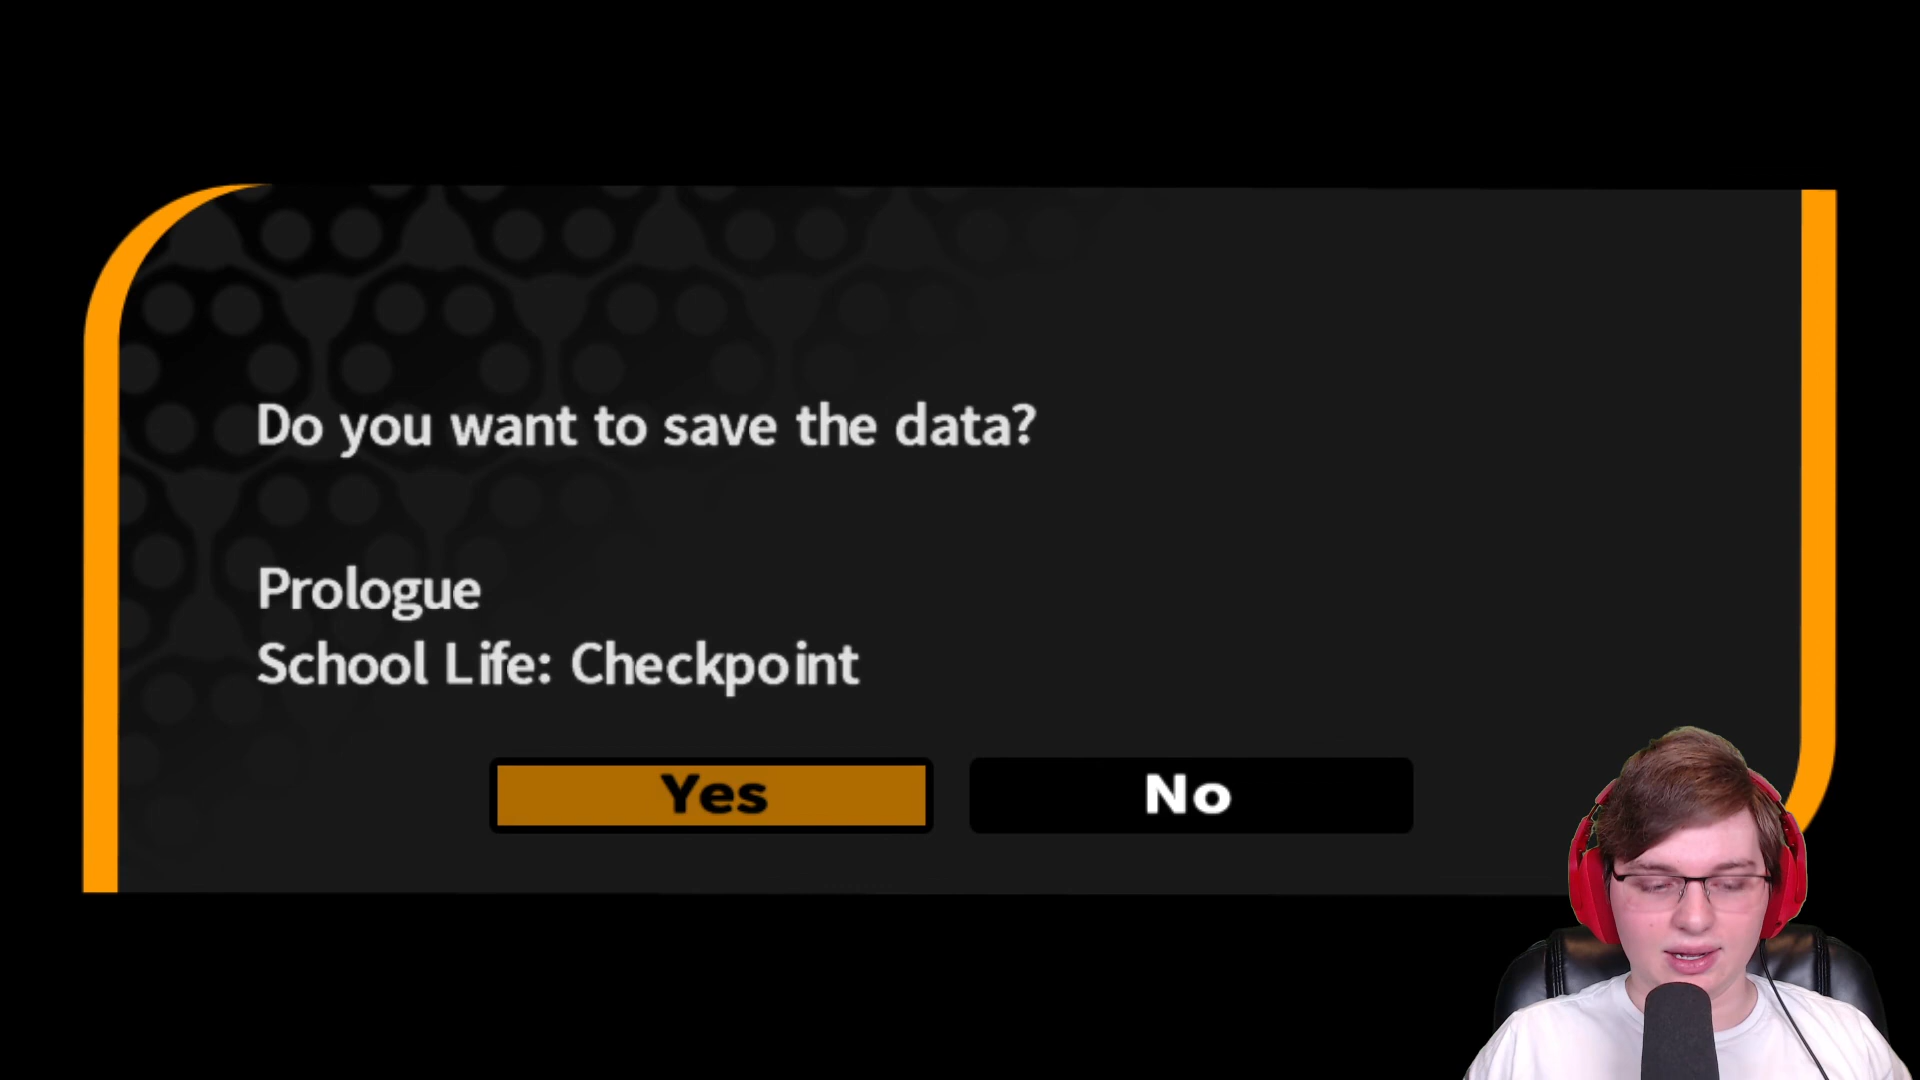 Do you want to save the data?
Prologue
School Life: Checkpoint
Yes
No